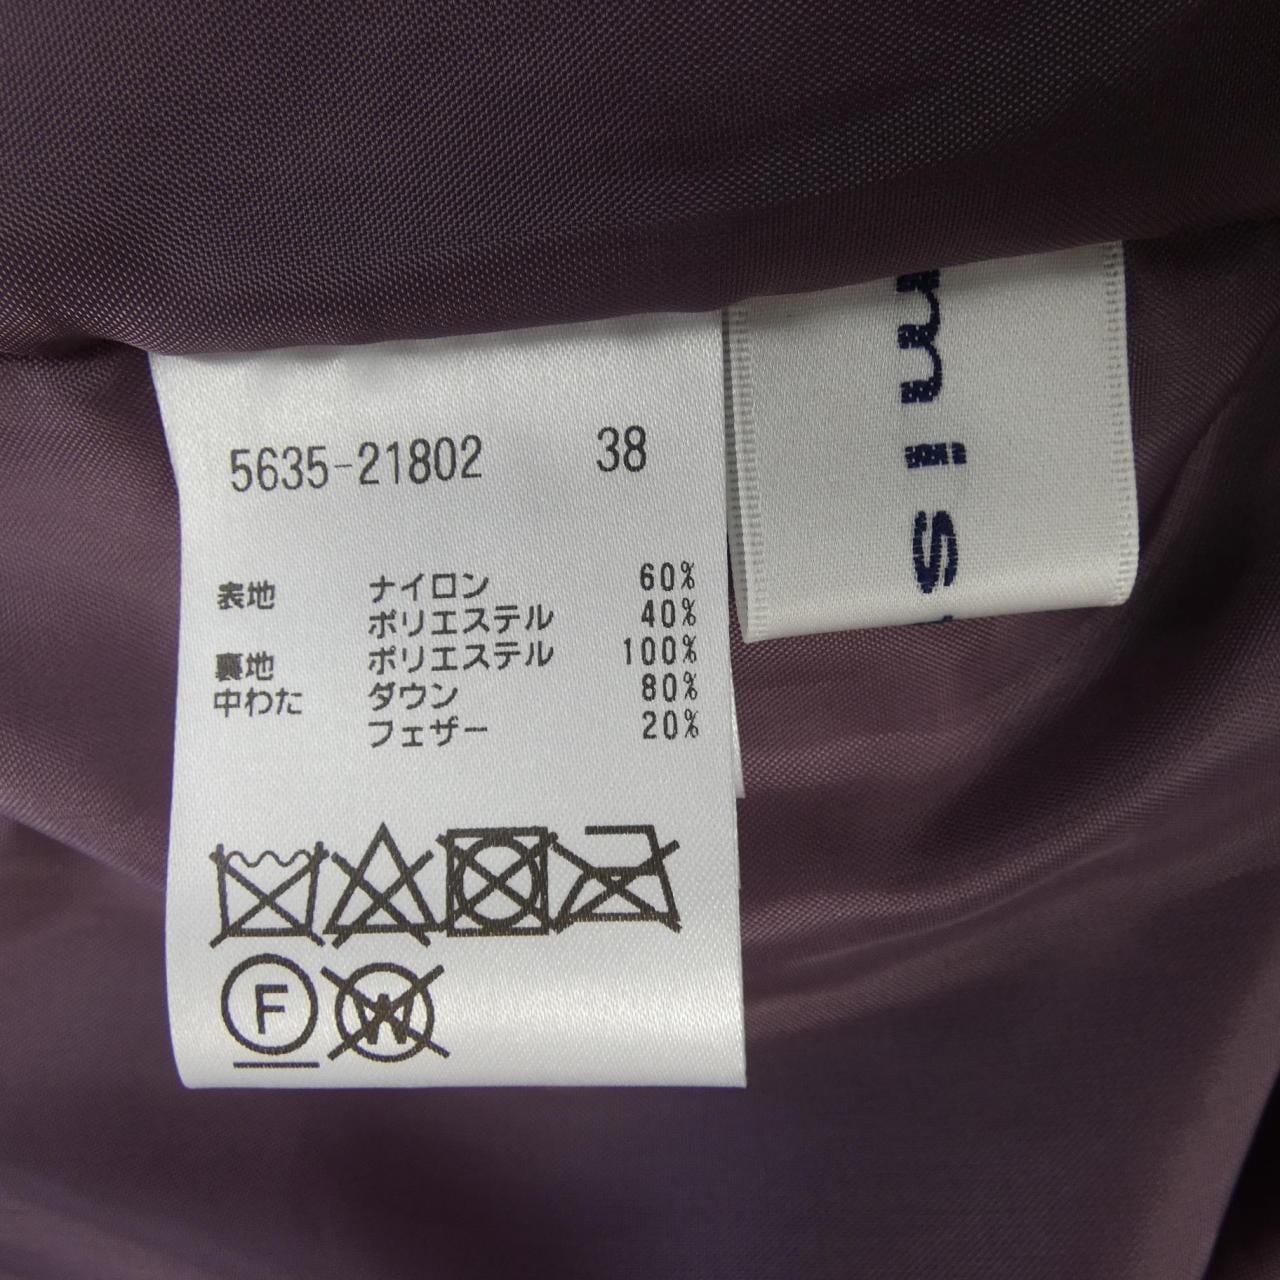 5635-21802 38
表地 ナイロン 60%
ポリエステル 40%
裏地 ポリエステル 100%
中わた ダウン 80%
フェザー 20%
F W